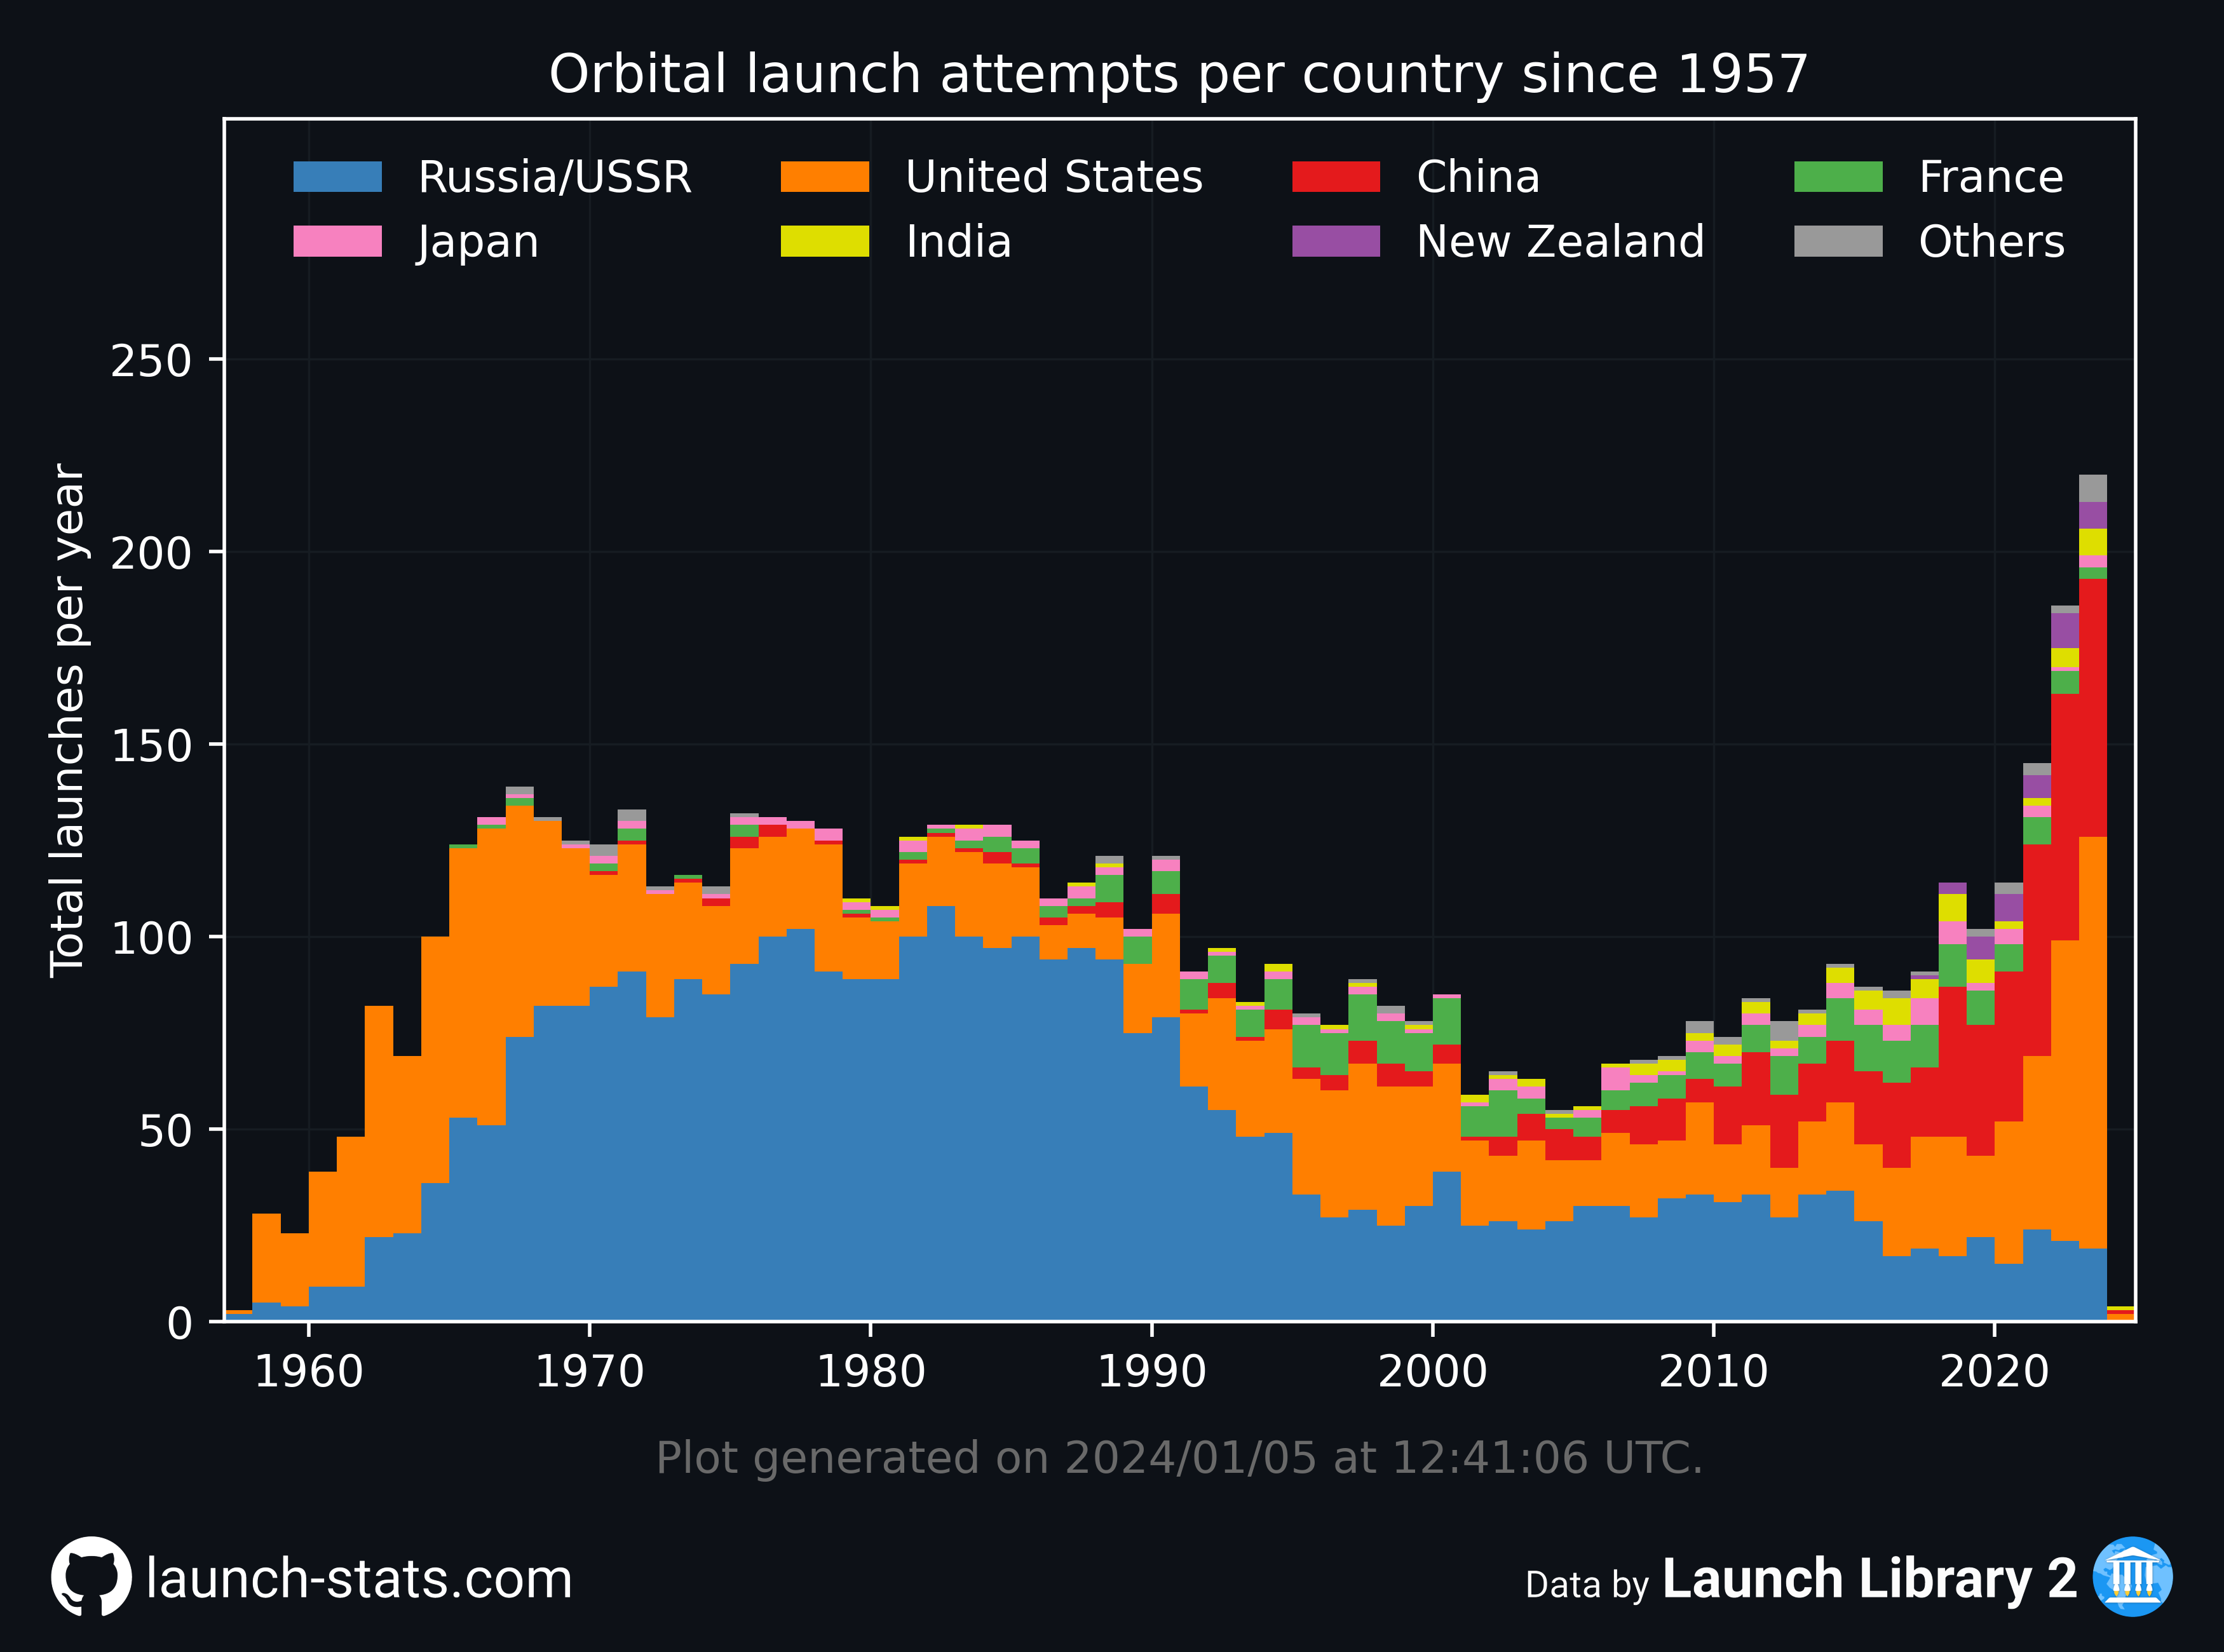 Orbital launch attempts per country since 1957
Russia/USSR United States China France
Japan India New Zealand Others
Total launches per year
250
200
150
100
50
0
1960 1970 1980 1990 2000 2010 2020
Plot generated on 2024/01/05 at 12:41:06 UTC.
launch-stats.com
Data by Launch Library 2